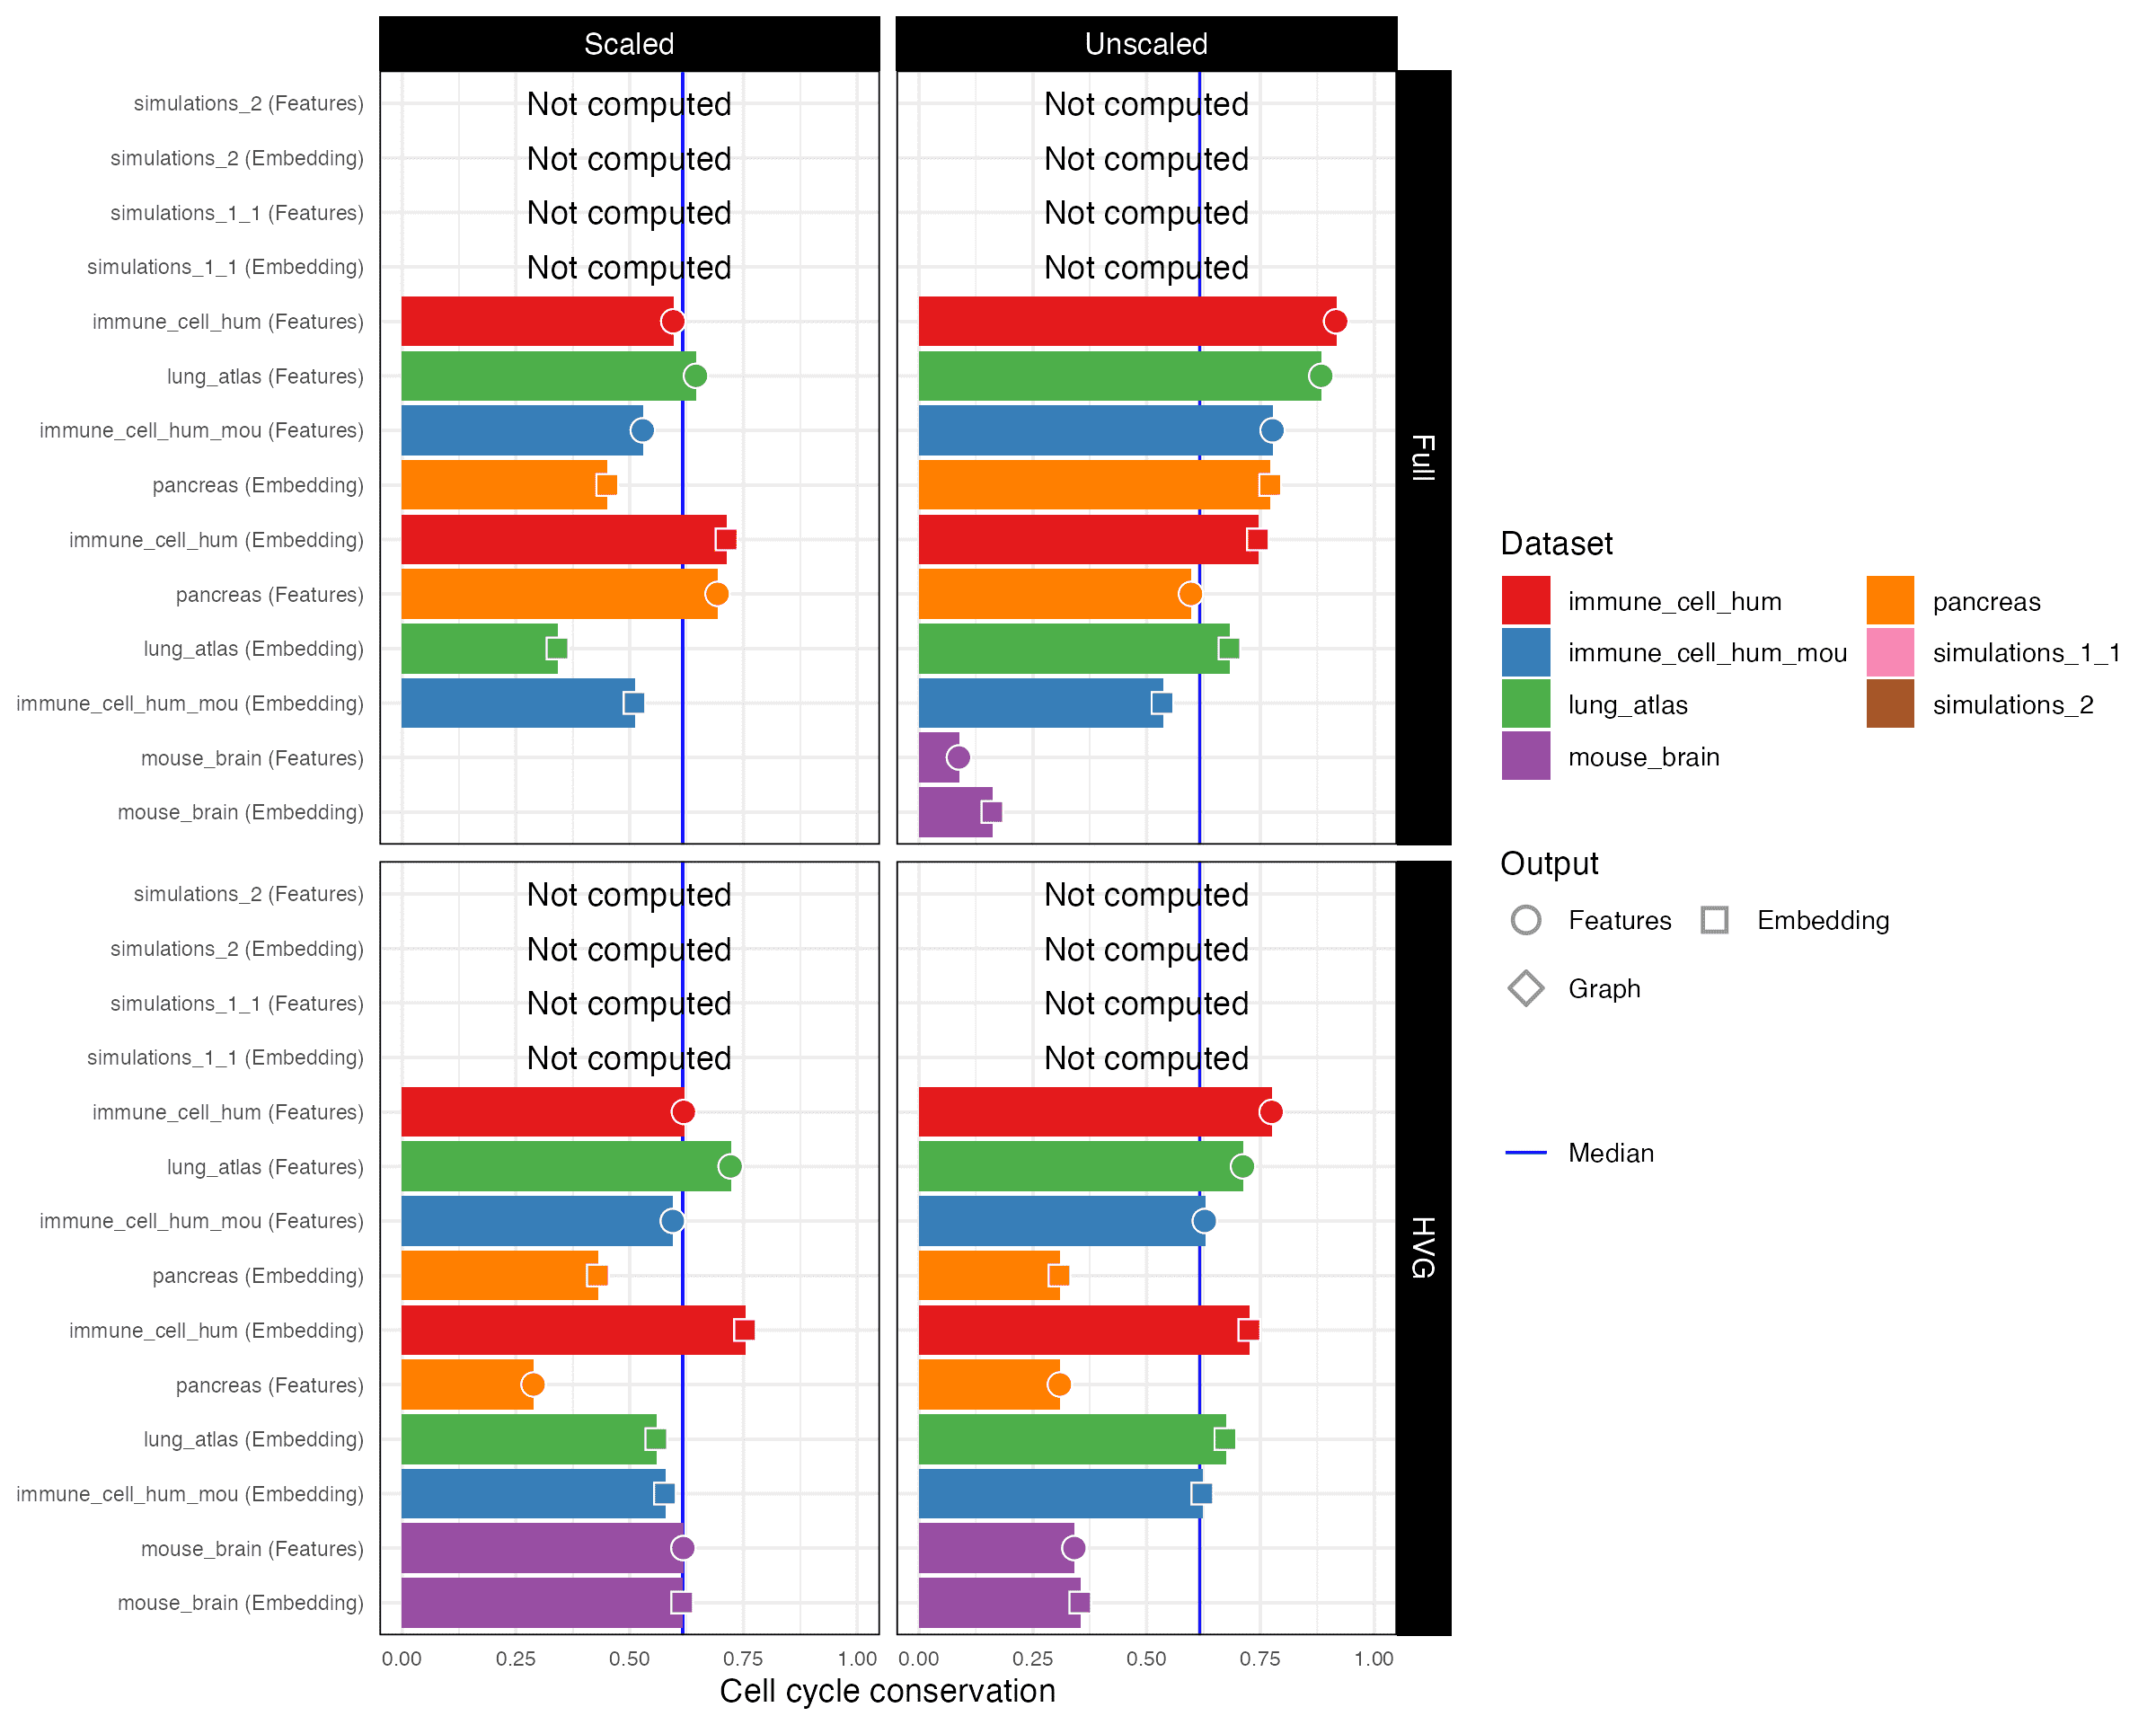 Scaled
Unscaled
simulations_2 (Features)
Not computed
Not computed
simulations_2 (Embedding)
Not computed
Not computed
simulations_1_1 (Features)
Not computed
Not computed
simulations_1_1 (Embedding)
Not computed
Not computed
immune_cell_hum (Features)
lung_atlas (Features)
immune_cell_hum_mou (Features)
pancreas (Embedding)
immune_cell_hum (Embedding)
pancreas (Features)
lung_atlas (Embedding)
immune_cell_hum_mou (Embedding)
mouse_brain (Features)
mouse_brain (Embedding)
Full
simulations_2 (Features)
Not computed
Not computed
simulations_2 (Embedding)
Not computed
Not computed
simulations_1_1 (Features)
Not computed
Not computed
simulations_1_1 (Embedding)
Not computed
Not computed
immune_cell_hum (Features)
lung_atlas (Features)
immune_cell_hum_mou (Features)
pancreas (Embedding)
immune_cell_hum (Embedding)
pancreas (Features)
lung_atlas (Embedding)
immune_cell_hum_mou (Embedding)
mouse_brain (Features)
mouse_brain (Embedding)
HVG
0.00 0.25 0.50 0.75 1.00
0.00 0.25 0.50 0.75 1.00
Cell cycle conservation
Dataset
immune_cell_hum
immune_cell_hum_mou
lung_atlas
mouse_brain
pancreas
simulations_1_1
simulations_2
Output
Features
Embedding
Graph
Median